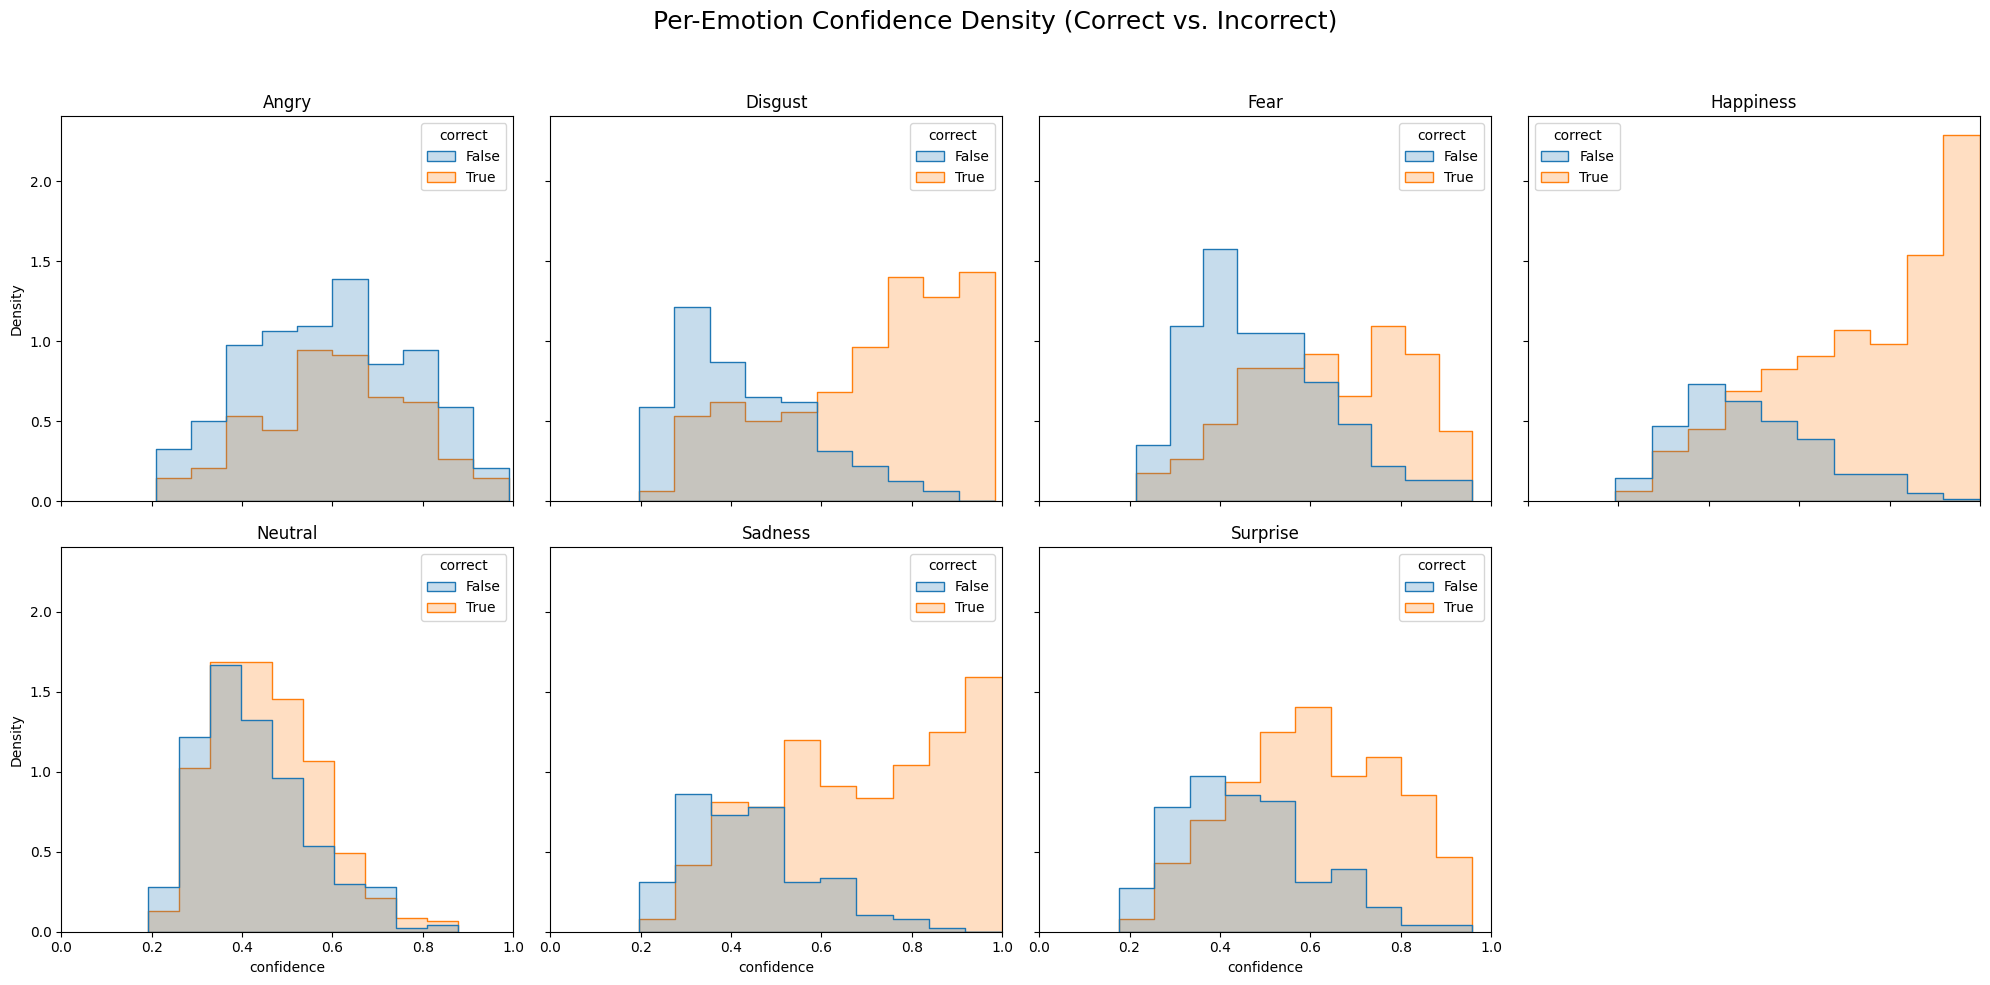 Per-Emotion Confidence Density (Correct vs. Incorrect)
Angry
correct
False
True
2.0
1.5
1.0
0.5
0.0
Density
Disgust
correct
False
True
Fear
correct
False
True
Happiness
correct
False
True
Neutral
correct
False
True
2.0
1.5
1.0
0.5
0.0
Density
0.0 0.2 0.4 0.6 0.8 1.0
confidence
Sadness
correct
False
True
0.0 0.2 0.4 0.6 0.8 1.0
confidence
Surprise
correct
False
True
0.0 0.2 0.4 0.6 0.8 1.0
confidence